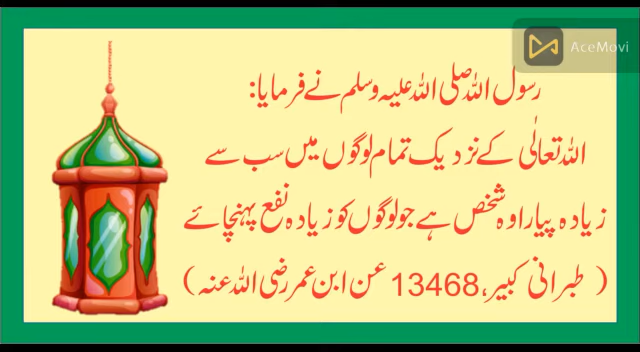 AceMovi
رسول اللہ صلی اللہ علیہ وسلم نے فرمایا:
اللہ تعالٰی کے نزدیک تمام لوگوں میں سب سے
زیادہ پیارا وہ شخص ہے جو لوگوں کو زیادہ نفع پہنچائے
( طبرانی کبیر، 13468 عن ابن عمر رضی اللہ عنہ )